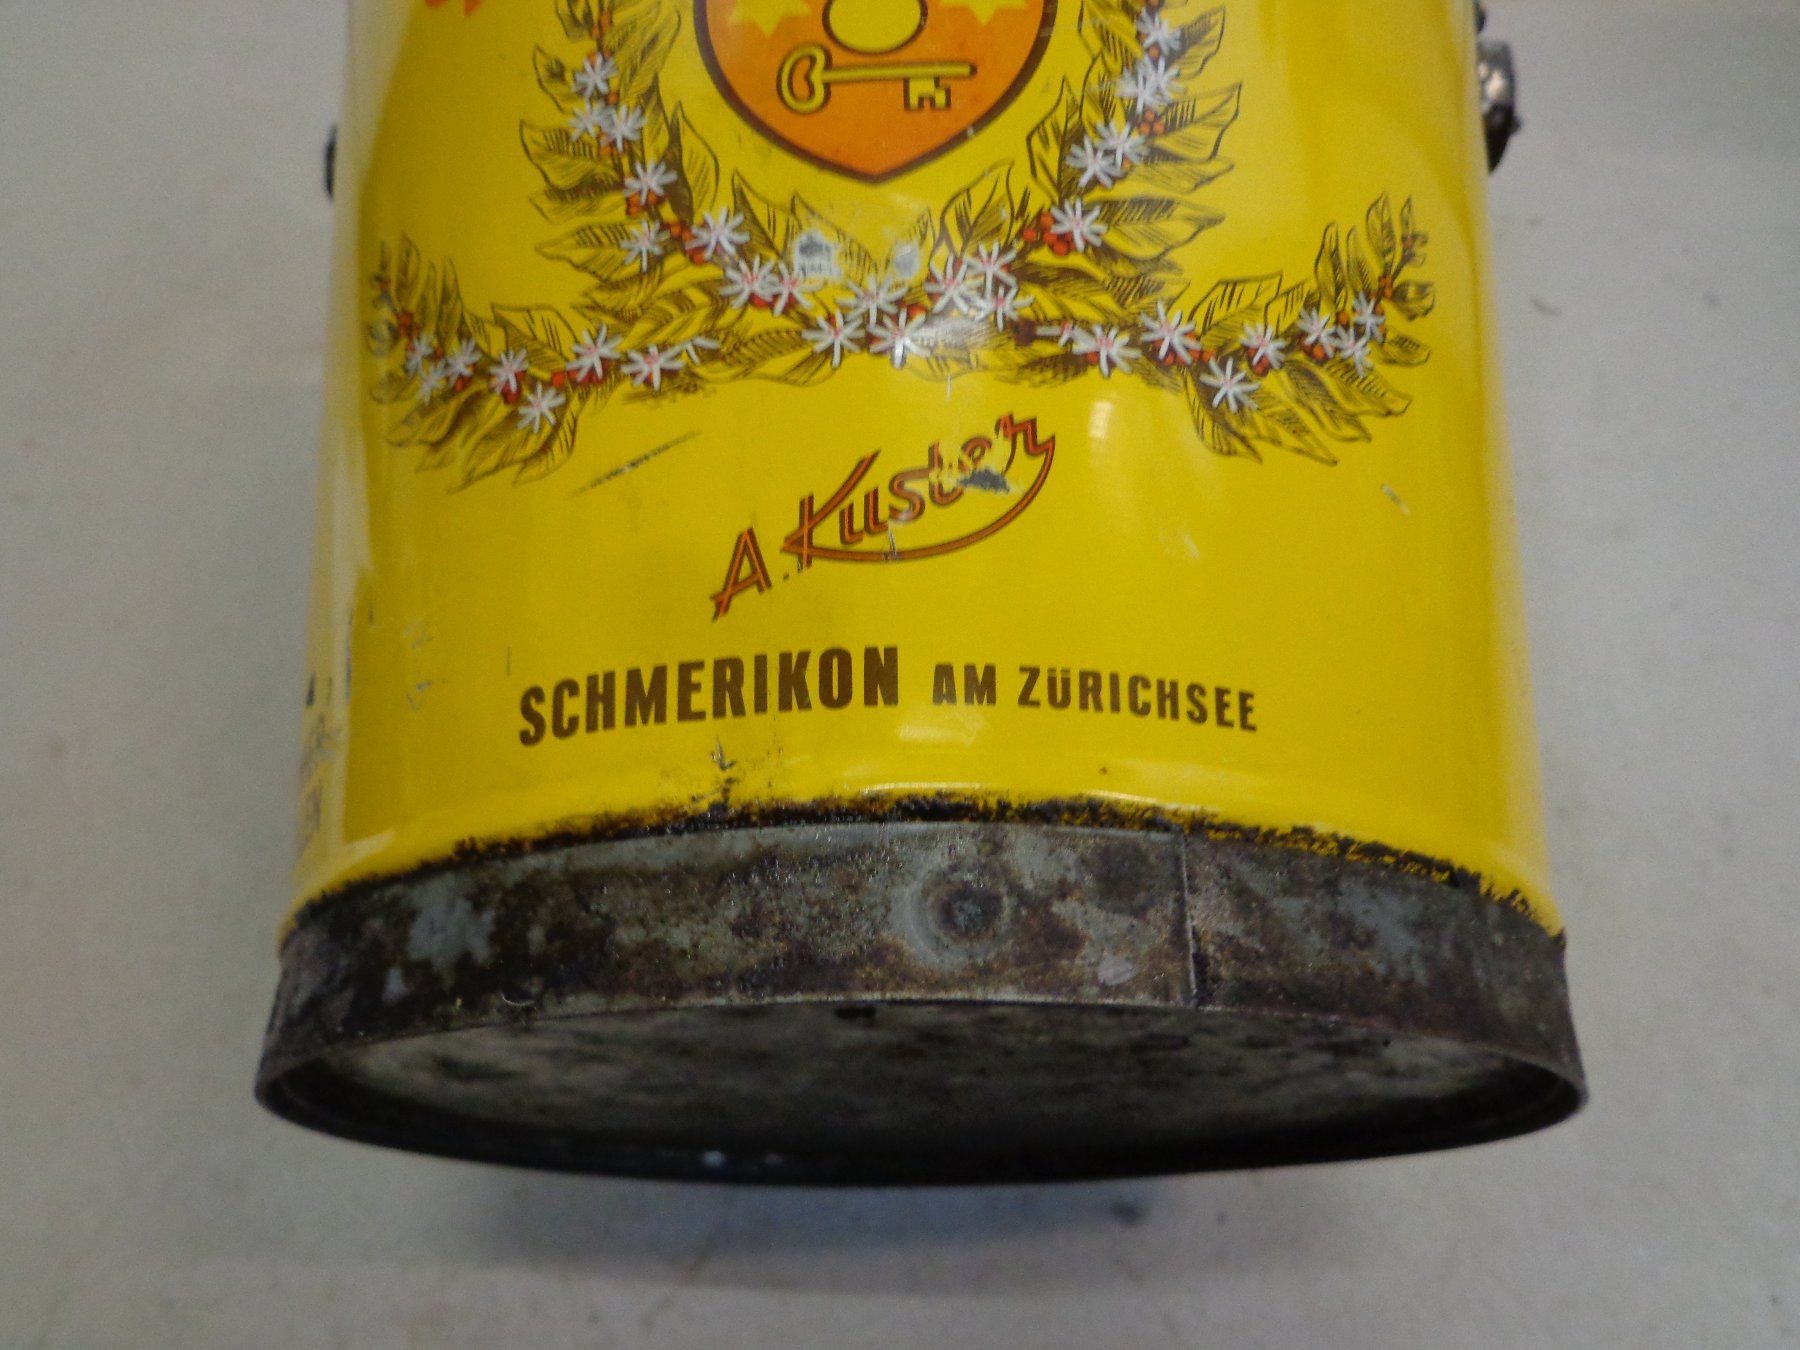 A. Kuster
SCHMERIKON AM ZÜRICHSEE